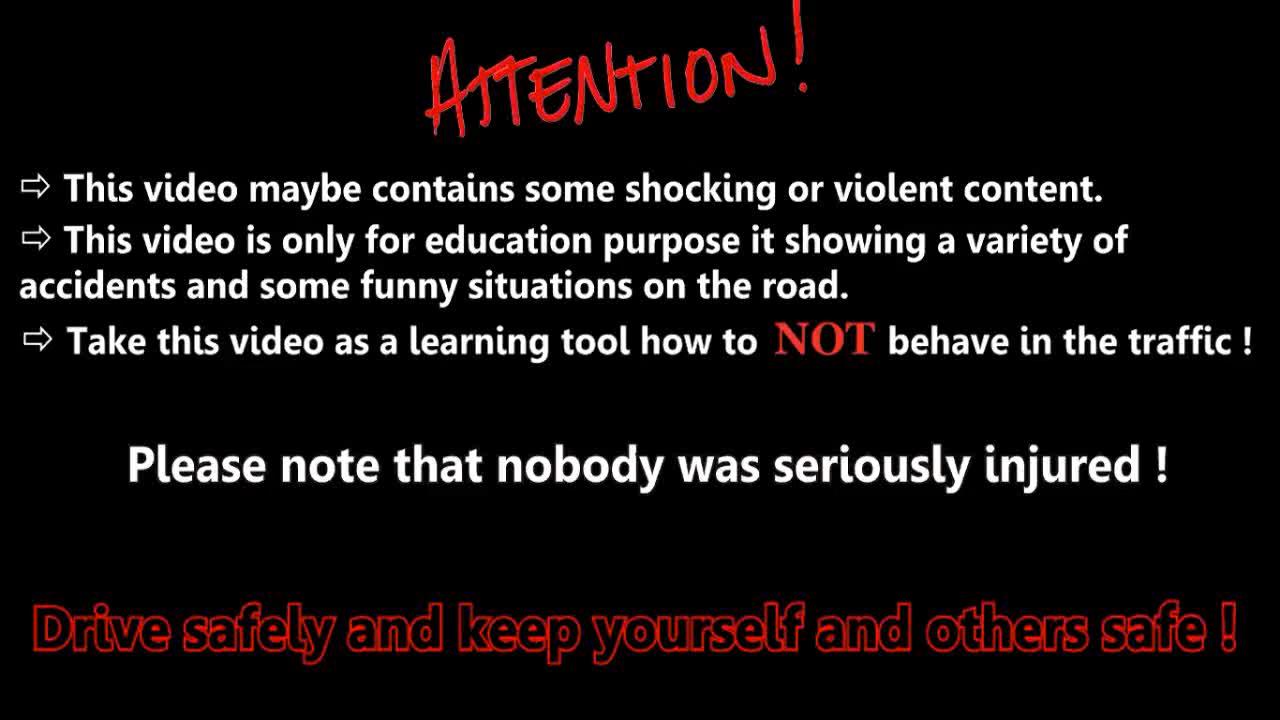 ATTENTION!
⇨ This video maybe contains some shocking or violent content.
⇨ This video is only for education purpose it showing a variety of
accidents and some funny situations on the road.
⇨ Take this video as a learning tool how to NOT behave in the traffic !
Please note that nobody was seriously injured !
Drive safely and keep yourself and others safe !